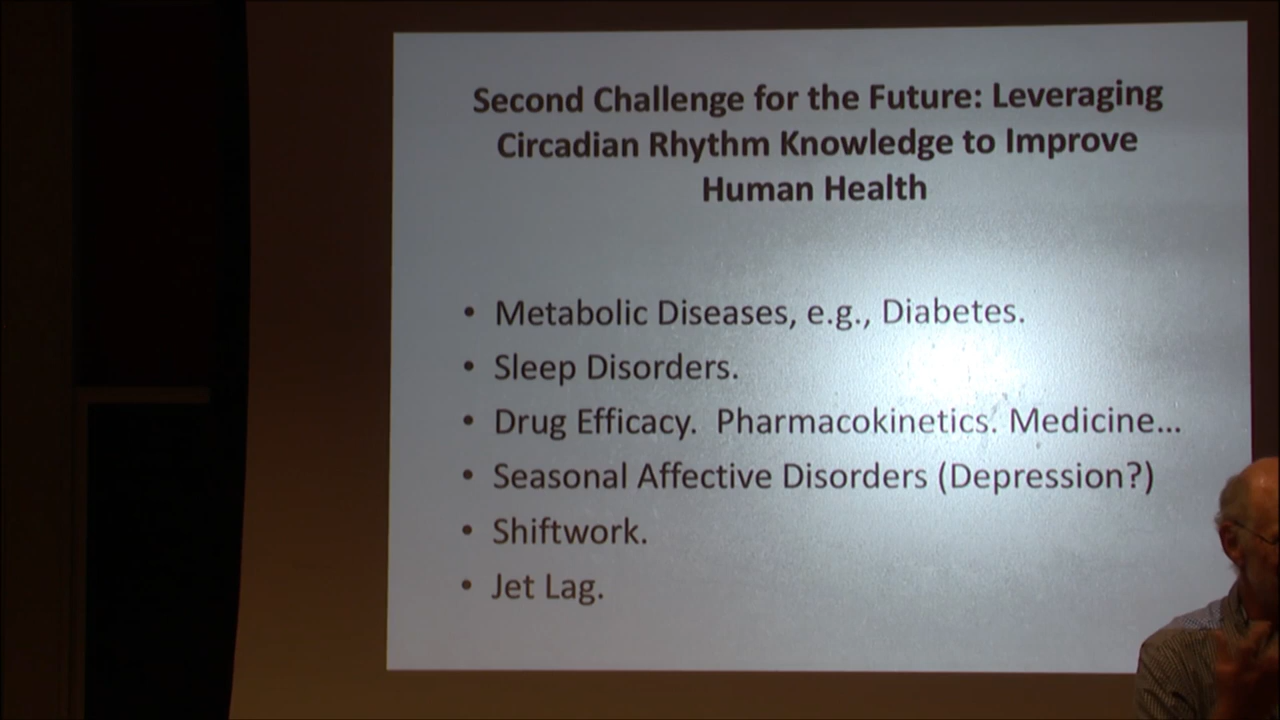 Second Challenge for the Future: Leveraging
Circadian Rhythm Knowledge to Improve
Human Health
• Metabolic Diseases, e.g., Diabetes.
• Sleep Disorders.
• Drug Efficacy.  Pharmacokinetics. Medicine...
• Seasonal Affective Disorders (Depression?)
• Shiftwork.
• Jet Lag.